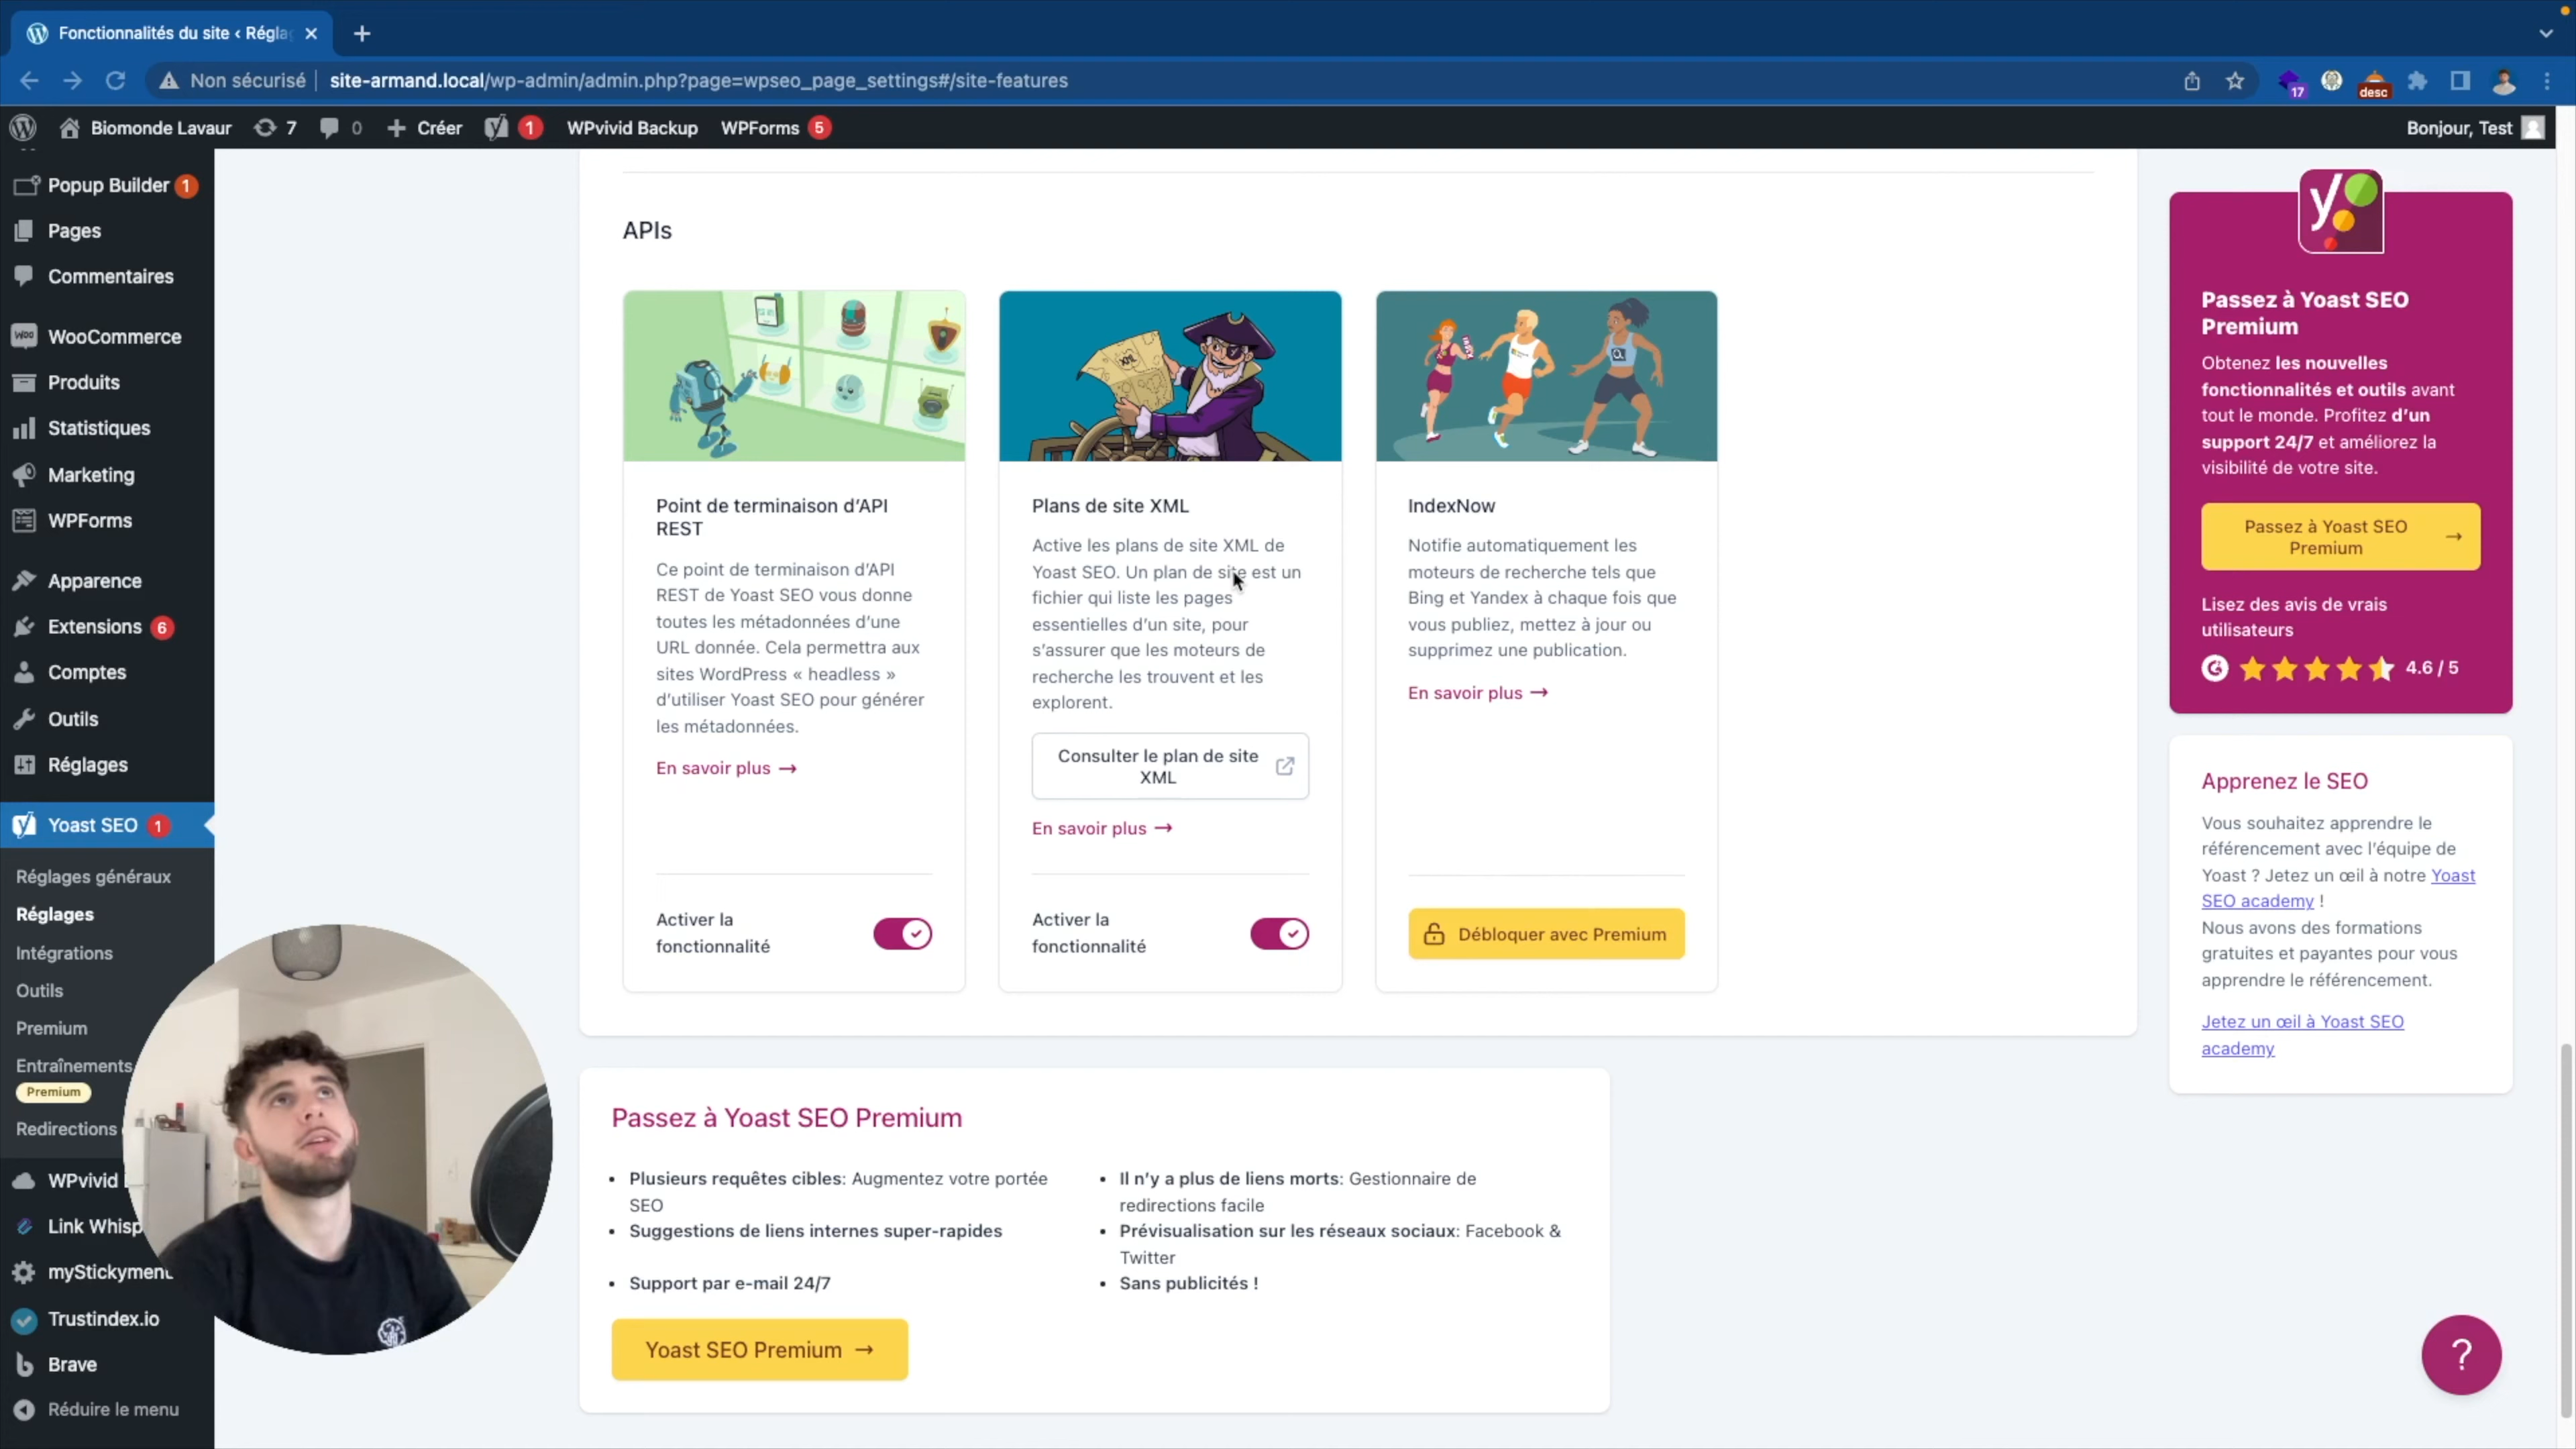 Fonctionnalités du site ‹ Régla
Non sécurisé
site-armand.local/wp-admin/admin.php?page=wpseo_page_settings#/site-features
17
desc
Biomonde Lavaur
7
0
Créer
1
WPvivid Backup
WPForms 5
Bonjour, Test
Popup Builder 1
Pages
Commentaires
WooCommerce
Produits
Statistiques
Marketing
WPForms
Apparence
Extensions 6
Comptes
Outils
Réglages
Yoast SEO 1
Réglages généraux
Réglages
Intégrations
Outils
Premium
Entraînements
Premium
Redirections
WPvivid
Link Whisp
myStickymenu
Trustindex.io
Brave
Réduire le menu
APIs
Point de terminaison d’API
REST
Ce point de terminaison d’API
REST de Yoast SEO vous donne
toutes les métadonnées d’une
URL donnée. Cela permettra aux
sites WordPress « headless »
d’utiliser Yoast SEO pour générer
les métadonnées.
En savoir plus →
Activer la
fonctionnalité
XML
Plans de site XML
Active les plans de site XML de
Yoast SEO. Un plan de site est un
fichier qui liste les pages
essentielles d’un site, pour
s’assurer que les moteurs de
recherche les trouvent et les
explorent.
Consulter le plan de site
XML
En savoir plus →
Activer la
fonctionnalité
IndexNow
Notifie automatiquement les
moteurs de recherche tels que
Bing et Yandex à chaque fois que
vous publiez, mettez à jour ou
supprimez une publication.
En savoir plus →
Débloquer avec Premium
Passez à Yoast SEO Premium
Plusieurs requêtes cibles: Augmentez votre portée
SEO
Suggestions de liens internes super-rapides
Support par e-mail 24/7
Il n’y a plus de liens morts: Gestionnaire de
redirections facile
Prévisualisation sur les réseaux sociaux: Facebook &
Twitter
Sans publicités !
Yoast SEO Premium →
Passez à Yoast SEO
Premium
Obtenez les nouvelles
fonctionnalités et outils avant
tout le monde. Profitez d’un
support 24/7 et améliorez la
visibilité de votre site.
Passez à Yoast SEO
Premium →
Lisez des avis de vrais
utilisateurs
4.6 / 5
Apprenez le SEO
Vous souhaitez apprendre le
référencement avec l’équipe de
Yoast ? Jetez un œil à notre Yoast
SEO academy !
Nous avons des formations
gratuites et payantes pour vous
apprendre le référencement.
Jetez un œil à Yoast SEO
academy
?